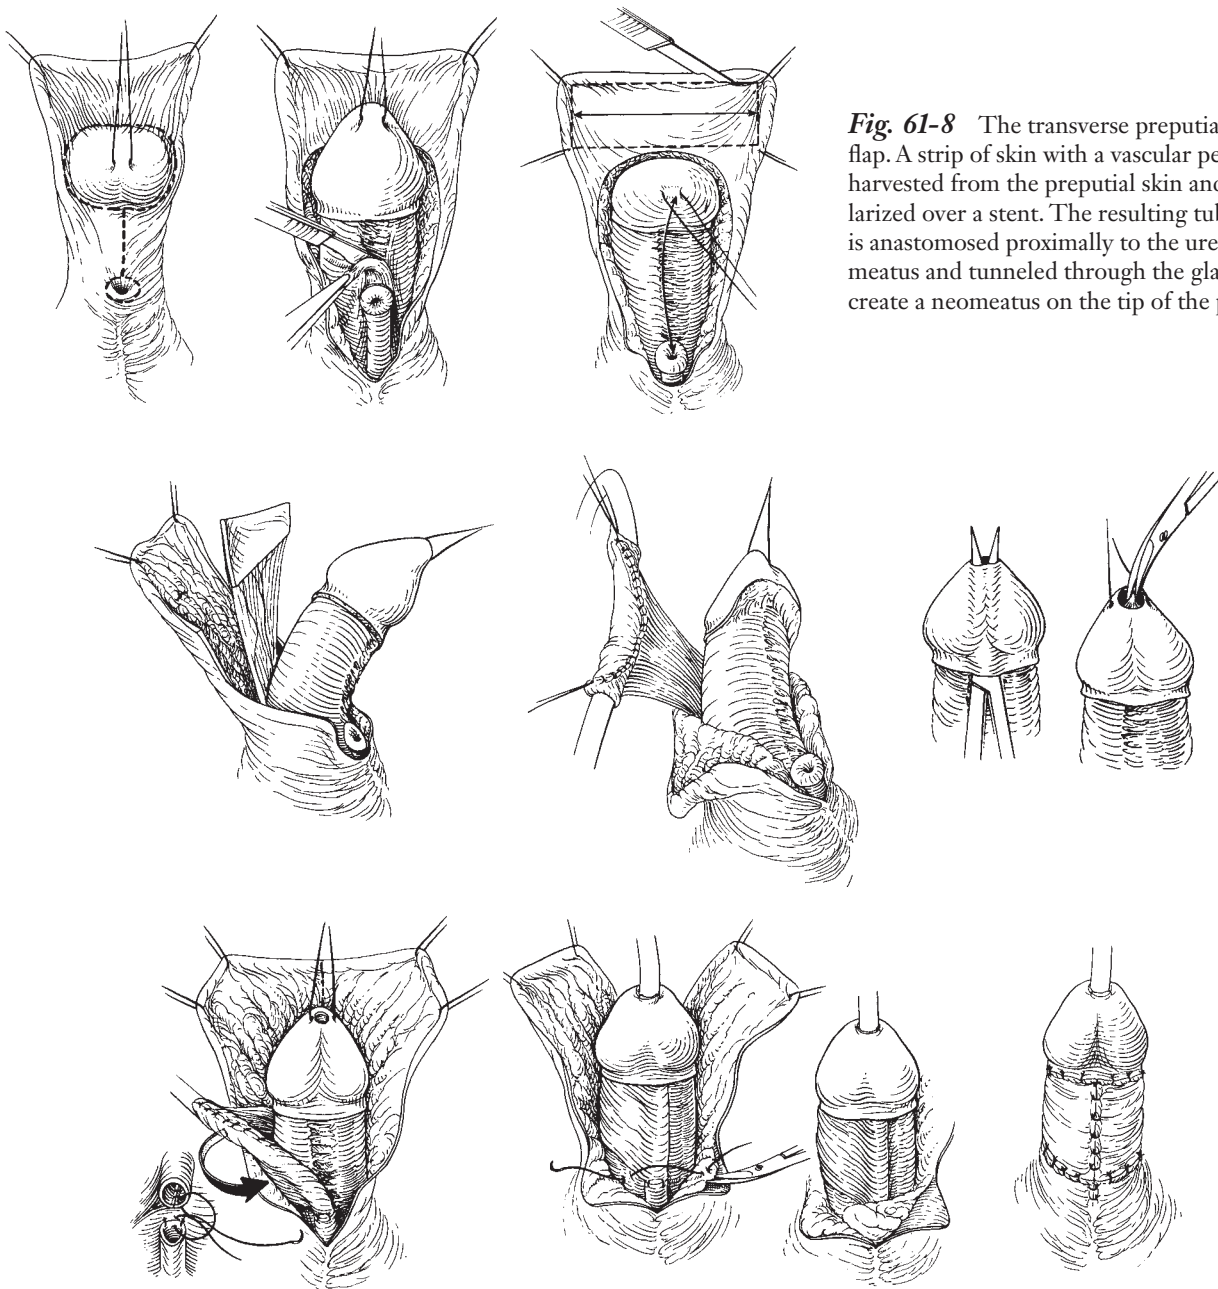 Fig. 61-8 The transverse preputia
flap. A strip of skin with a vascular pe
harvested from the preputial skin and
larized over a stent. The resulting tub
is anastomosed proximally to the ure
meatus and tunneled through the gla
create a neomeatus on the tip of the p